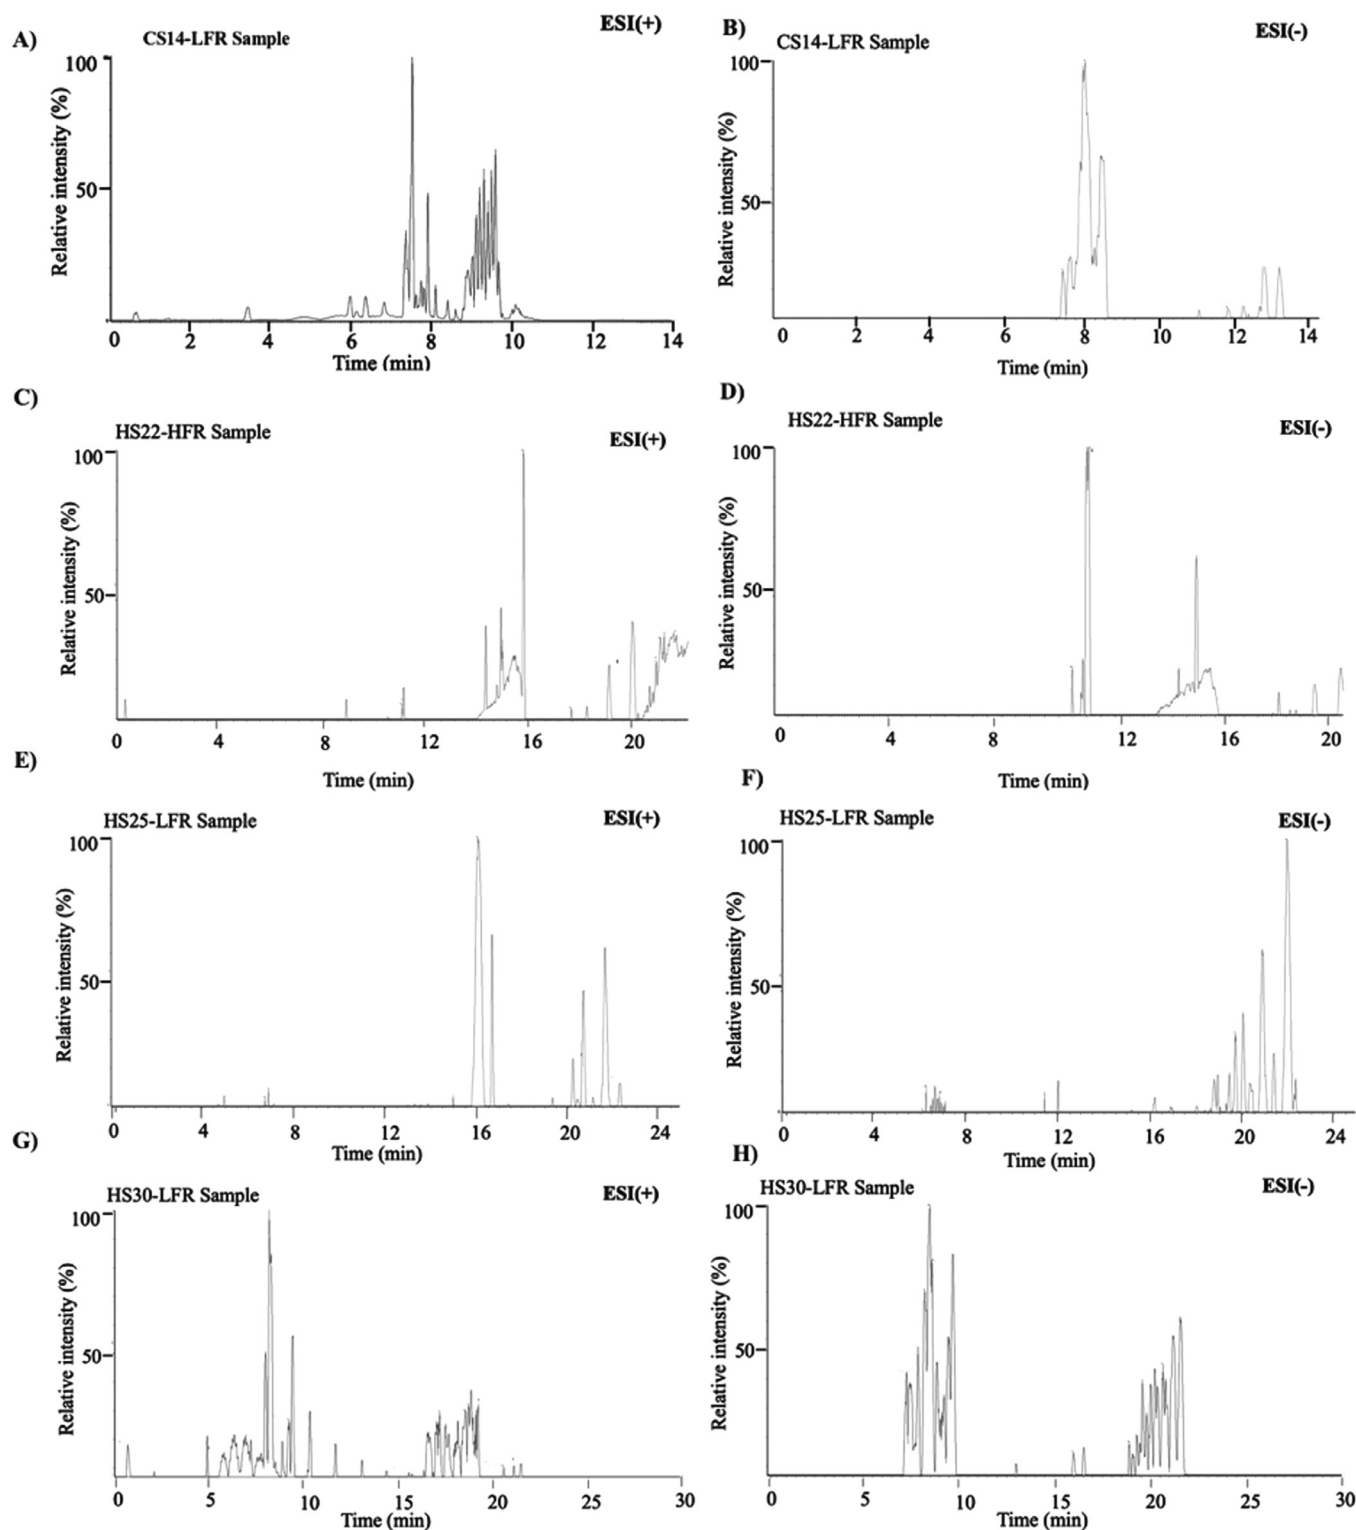 A)
CS14-LFR Sample
ESI(+)
Relative intensity (%)
100
50
0 2 4 6 8 10 12 14
Time (min)
B)
CS14-LFR Sample
ESI(-)
Relative intensity (%)
100
50
0 2 4 6 8 10 12 14
Time (min)
C)
HS22-HFR Sample
ESI(+)
Relative intensity (%)
100
50
0 4 8 12 16 20
Time (min)
D)
HS22-HFR Sample
ESI(-)
Relative intensity (%)
100
50
0 4 8 12 16 20
Time (min)
E)
HS25-LFR Sample
ESI(+)
Relative intensity (%)
100
50
0 4 8 12 16 20 24
Time (min)
F)
HS25-LFR Sample
ESI(-)
Relative intensity (%)
100
50
0 4 8 12 16 20 24
Time (min)
G)
HS30-LFR Sample
ESI(+)
Relative intensity (%)
100
50
0 5 10 15 20 25 30
Time (min)
H)
HS30-LFR Sample
ESI(-)
Relative intensity (%)
100
50
0 5 10 15 20 25 30
Time (min)